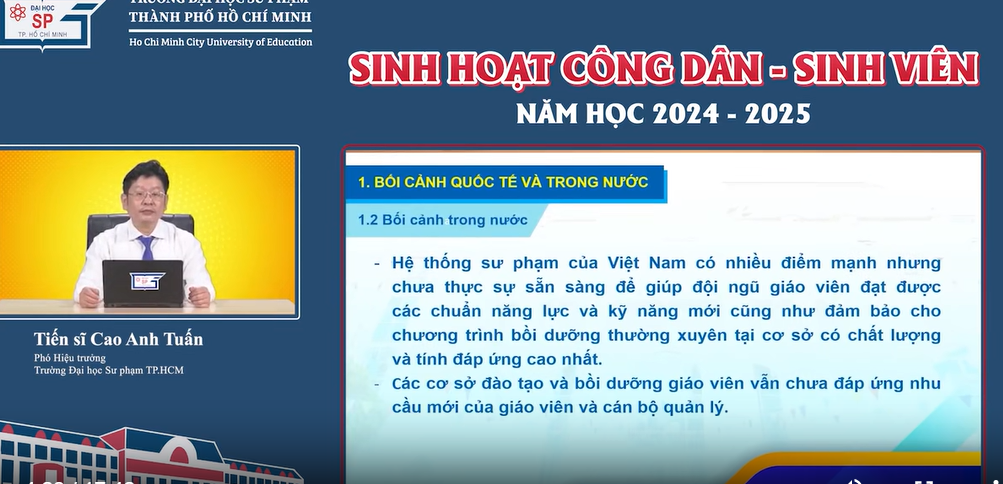 ĐẠI HỌC
SP
TP. HỒ CHÍ MINH
TRƯỜNG ĐẠI HỌC SƯ PHẠM
THÀNH PHỐ HỒ CHÍ MINH
Ho Chi Minh City University of Education
SINH HOẠT CÔNG DÂN - SINH VIÊN
NĂM HỌC 2024 - 2025
1. BỐI CẢNH QUỐC TẾ VÀ TRONG NƯỚC
1.2 Bối cảnh trong nước
- Hệ thống sư phạm của Việt Nam có nhiều điểm mạnh nhưng
chưa thực sự sẵn sàng để giúp đội ngũ giáo viên đạt được
các chuẩn năng lực và kỹ năng mới cũng như đảm bảo cho
chương trình bồi dưỡng thường xuyên tại cơ sở có chất lượng
và tính đáp ứng cao nhất.
- Các cơ sở đào tạo và bồi dưỡng giáo viên vẫn chưa đáp ứng nhu
cầu mới của giáo viên và cán bộ quản lý.
SP
Tiến sĩ Cao Anh Tuấn
Phó Hiệu trưởng
Trường Đại học Sư phạm TP.HCM